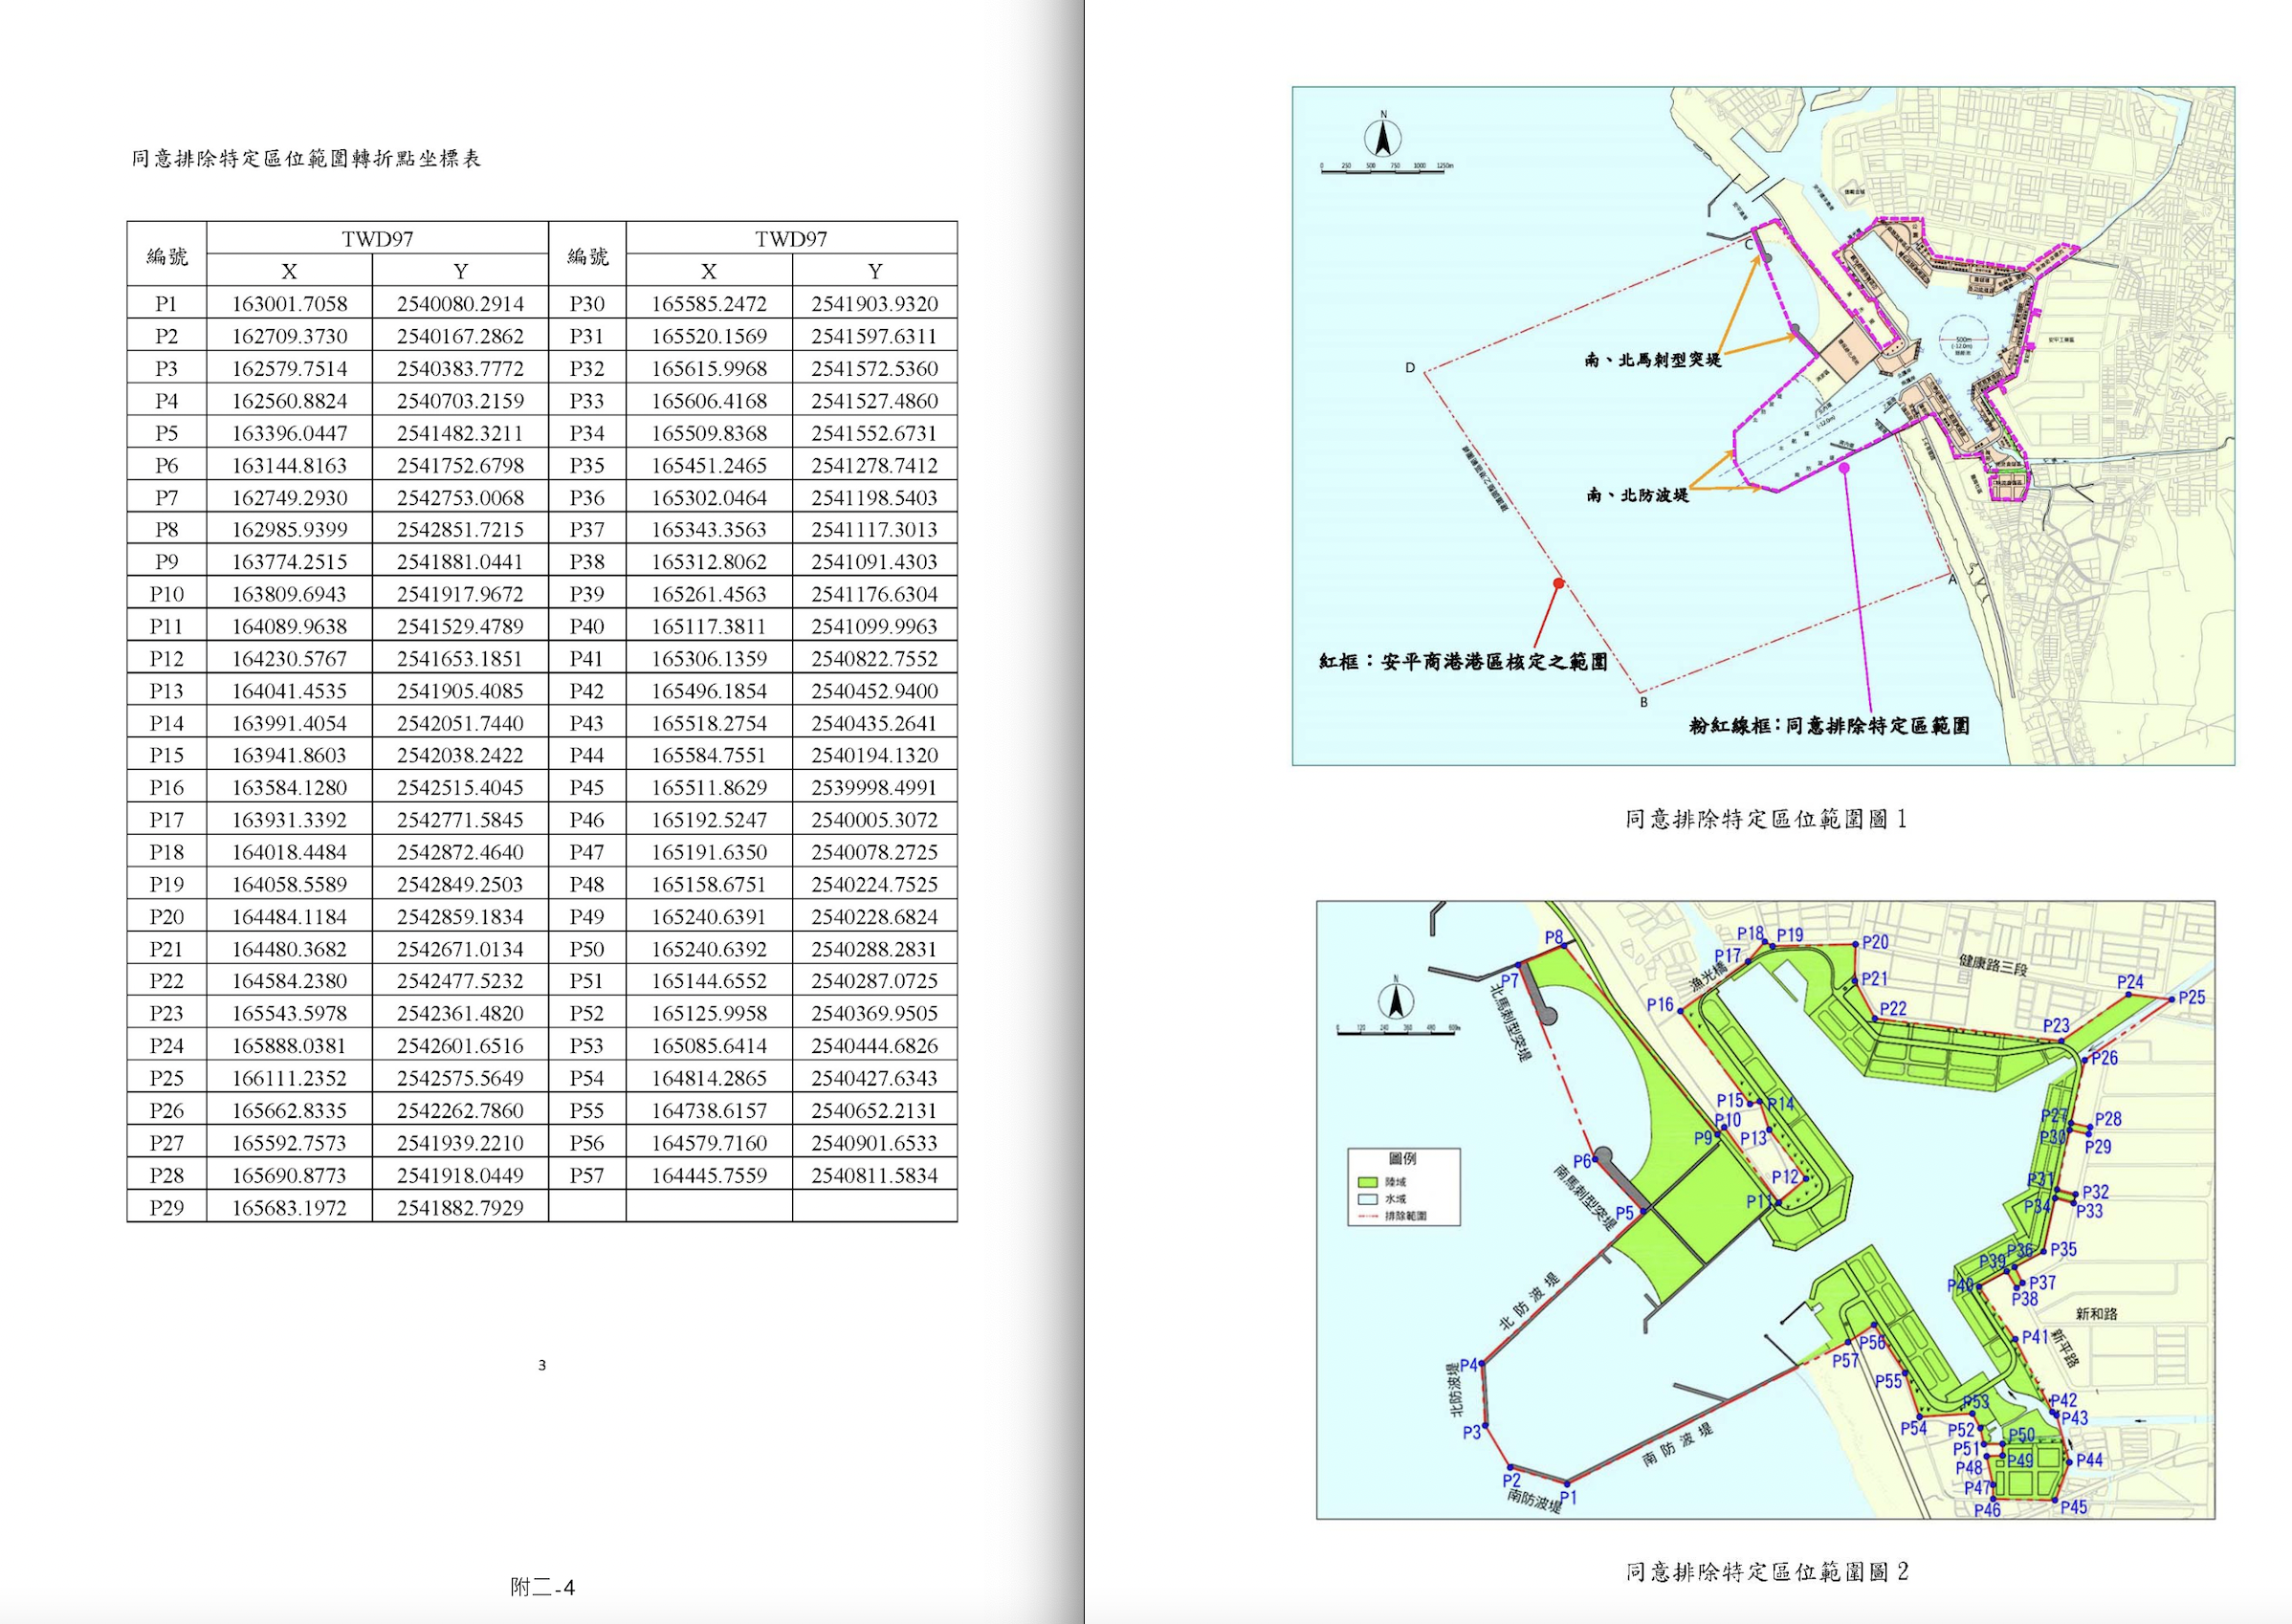 同意排除特定區位範圍轉折點坐標表
編號 TWD97 編號 TWD97
X Y X Y
P1 163001.7058 2540080.2914 P30 165585.2472 2541903.9320
P2 162709.3730 2540167.2862 P31 165520.1569 2541597.6311
P3 162579.7514 2540383.7772 P32 165615.9968 2541572.5360
P4 162560.8824 2540703.2159 P33 165606.4168 2541527.4860
P5 163396.0447 2541482.3211 P34 165509.8368 2541552.6731
P6 163144.8163 2541752.6798 P35 165451.2465 2541278.7412
P7 162749.2930 2542753.0068 P36 165302.0464 2541198.5403
P8 162985.9399 2542851.7215 P37 165343.3563 2541117.3013
P9 163774.2515 2541881.0441 P38 165312.8062 2541091.4303
P10 163809.6943 2541917.9672 P39 165261.4563 2541176.6304
P11 164089.9638 2541529.4789 P40 165117.3811 2541099.9963
P12 164230.5767 2541653.1851 P41 165306.1359 2540822.7552
P13 164041.4535 2541905.4085 P42 165496.1854 2540452.9400
P14 163991.4054 2542051.7440 P43 165518.2754 2540435.2641
P15 163941.8603 2542038.2422 P44 165584.7551 2540194.1320
P16 163584.1280 2542515.4045 P45 165511.8629 2539998.4991
P17 163931.3392 2542771.5845 P46 165192.5247 2540005.3072
P18 164018.4484 2542872.4640 P47 165191.6350 2540078.2725
P19 164058.5589 2542849.2503 P48 165158.6751 2540224.7525
P20 164484.1184 2542859.1834 P49 165240.6391 2540228.6824
P21 164480.3682 2542671.0134 P50 165240.6392 2540288.2831
P22 164584.2380 2542477.5232 P51 165144.6552 2540287.0725
P23 165543.5978 2542361.4820 P52 165125.9958 2540369.9505
P24 165888.0381 2542601.6516 P53 165085.6414 2540444.6826
P25 166111.2352 2542575.5649 P54 164814.2865 2540427.6343
P26 165662.8335 2542262.7860 P55 164738.6157 2540652.2131
P27 165592.7573 2541939.2210 P56 164579.7160 2540901.6533
P28 165690.8773 2541918.0449 P57 164445.7559 2540811.5834
P29 165683.1972 2541882.7929
3
附二-4
N
0 250 500 750 1000 1250m
C
D
A
B
500m
(-12.0m)
南、北馬刺型突堤
南、北防波堤
紅框：安平商港港區核定之範圍
粉紅線框：同意排除特定區範圍
同意排除特定區位範圍圖 1
N
P8
P7
P18
P19
P20
P17
漁光橋
P16
P21
P22
健康路三段
P24
P25
P23
P26
北馬刺型突堤
P15
P14
P10
P9
P13
P27
P28
P30
P29
圖例
陸域
水域
排除範圍
P6
南馬刺型突堤
P12
P11
P5
P31
P32
P34
P33
P36
P35
P39
P40
P37
P38
新和路
北防波堤
P41
新平路
P56
P57
P4
北防波堤
P55
P3
P53
P42
P43
P54
P52
P51
P50
P49
P48
P44
P2
P1
南防波堤
南防波堤
P47
P46
P45
同意排除特定區位範圍圖 2